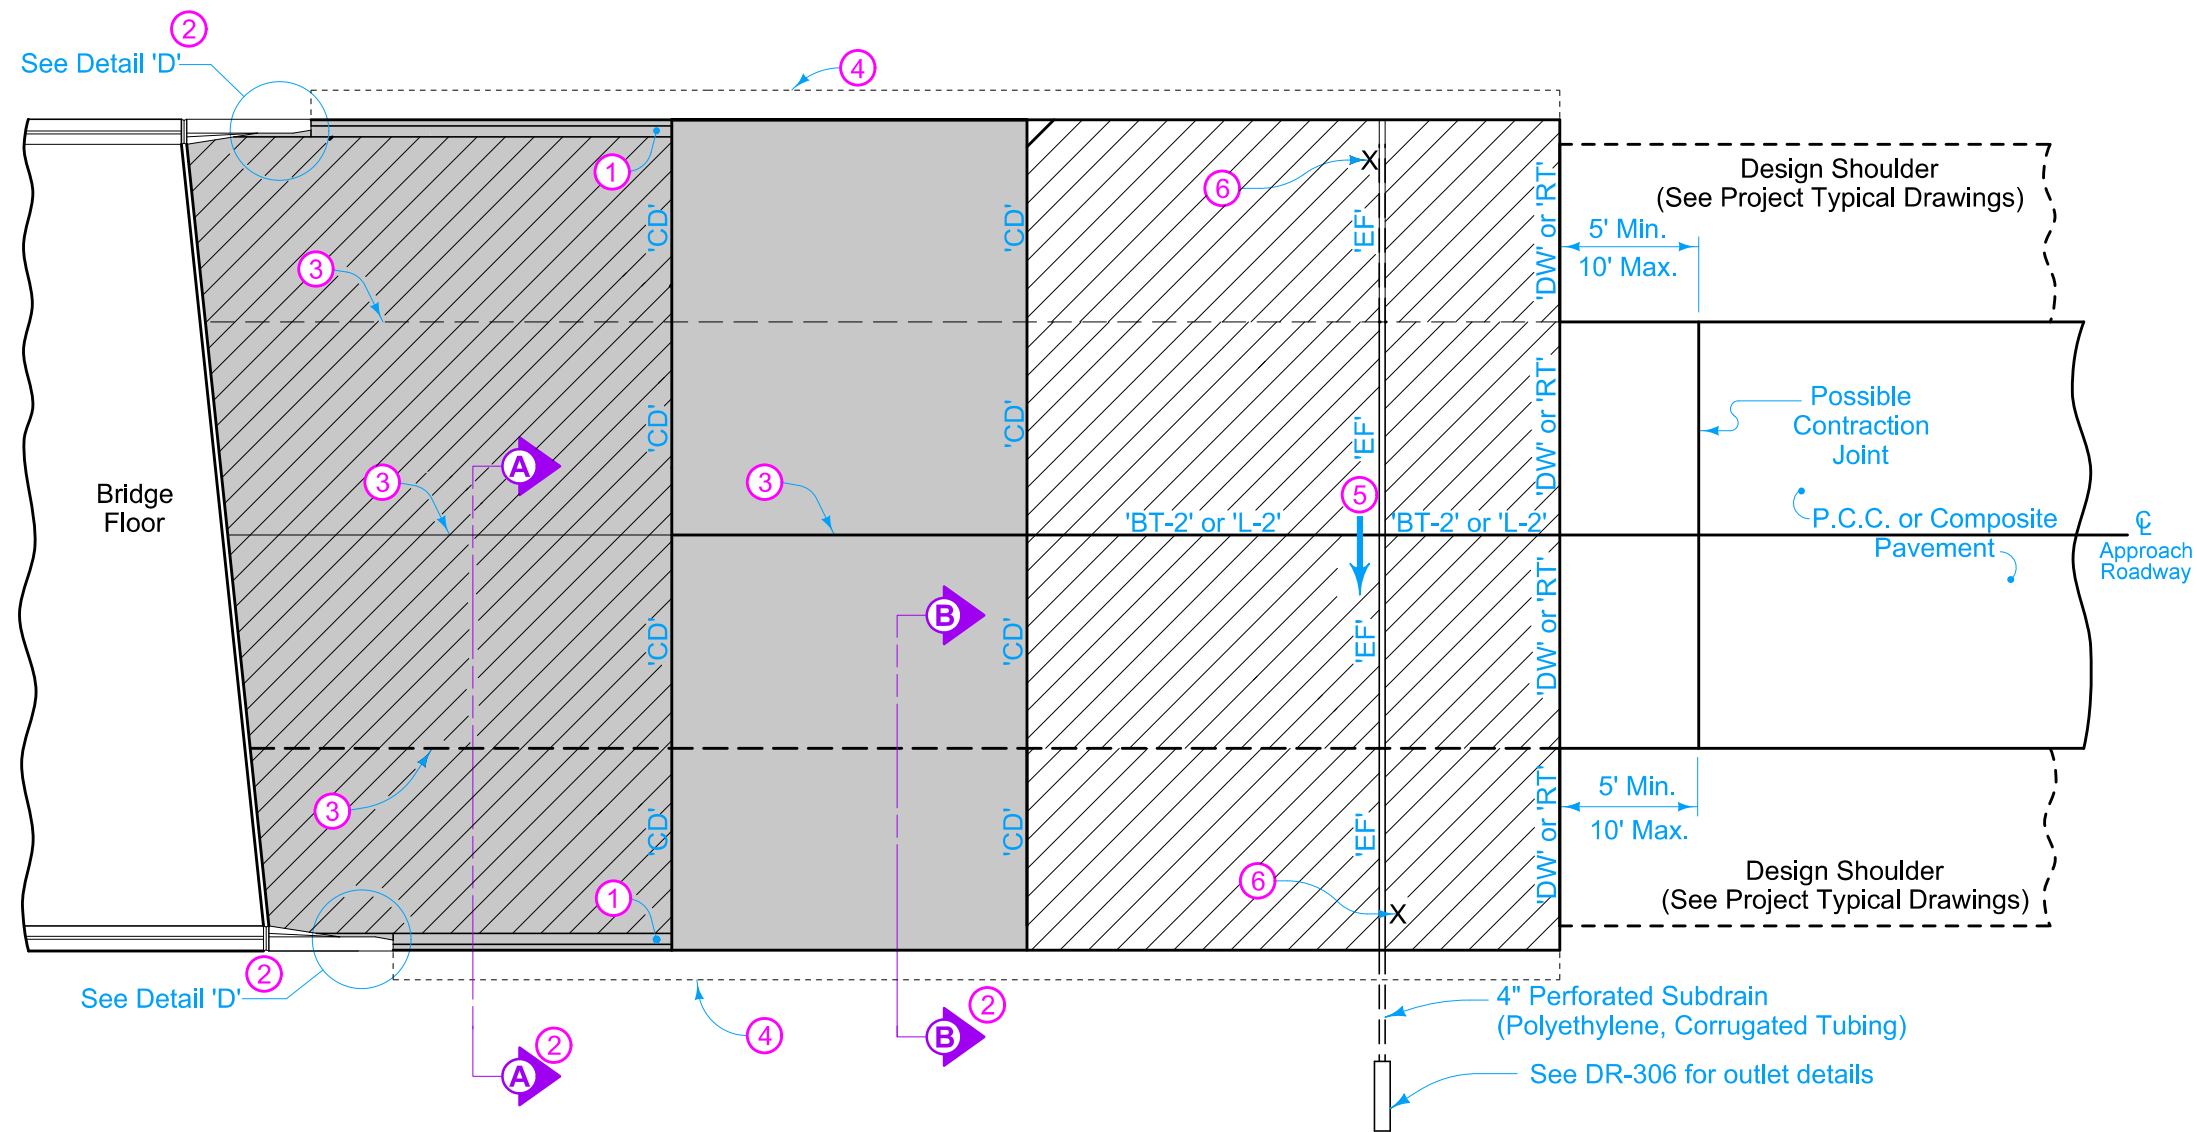 2
See Detail 'D'
4
1
6
Design Shoulder
(See Project Typical Drawings)
'CD'
'CD'
'EF'
'DW' or 'RT'
5' Min.
10' Max.
3
'CD'
'CD'
'EF'
'DW' or 'RT'
Possible
Contraction
Joint
A
3
3
5
Bridge
Floor
'BT-2' or 'L-2'
'BT-2' or 'L-2'
P.C.C. or Composite
Pavement
℄
Approach
Roadway
B
'CD'
'CD'
'EF'
'DW' or 'RT'
3
'CD'
'CD'
'EF'
'DW' or 'RT'
5' Min.
10' Max.
1
6
Design Shoulder
(See Project Typical Drawings)
X
X
2
See Detail 'D'
4
B
2
A
2
4" Perforated Subdrain
(Polyethylene, Corrugated Tubing)
See DR-306 for outlet details